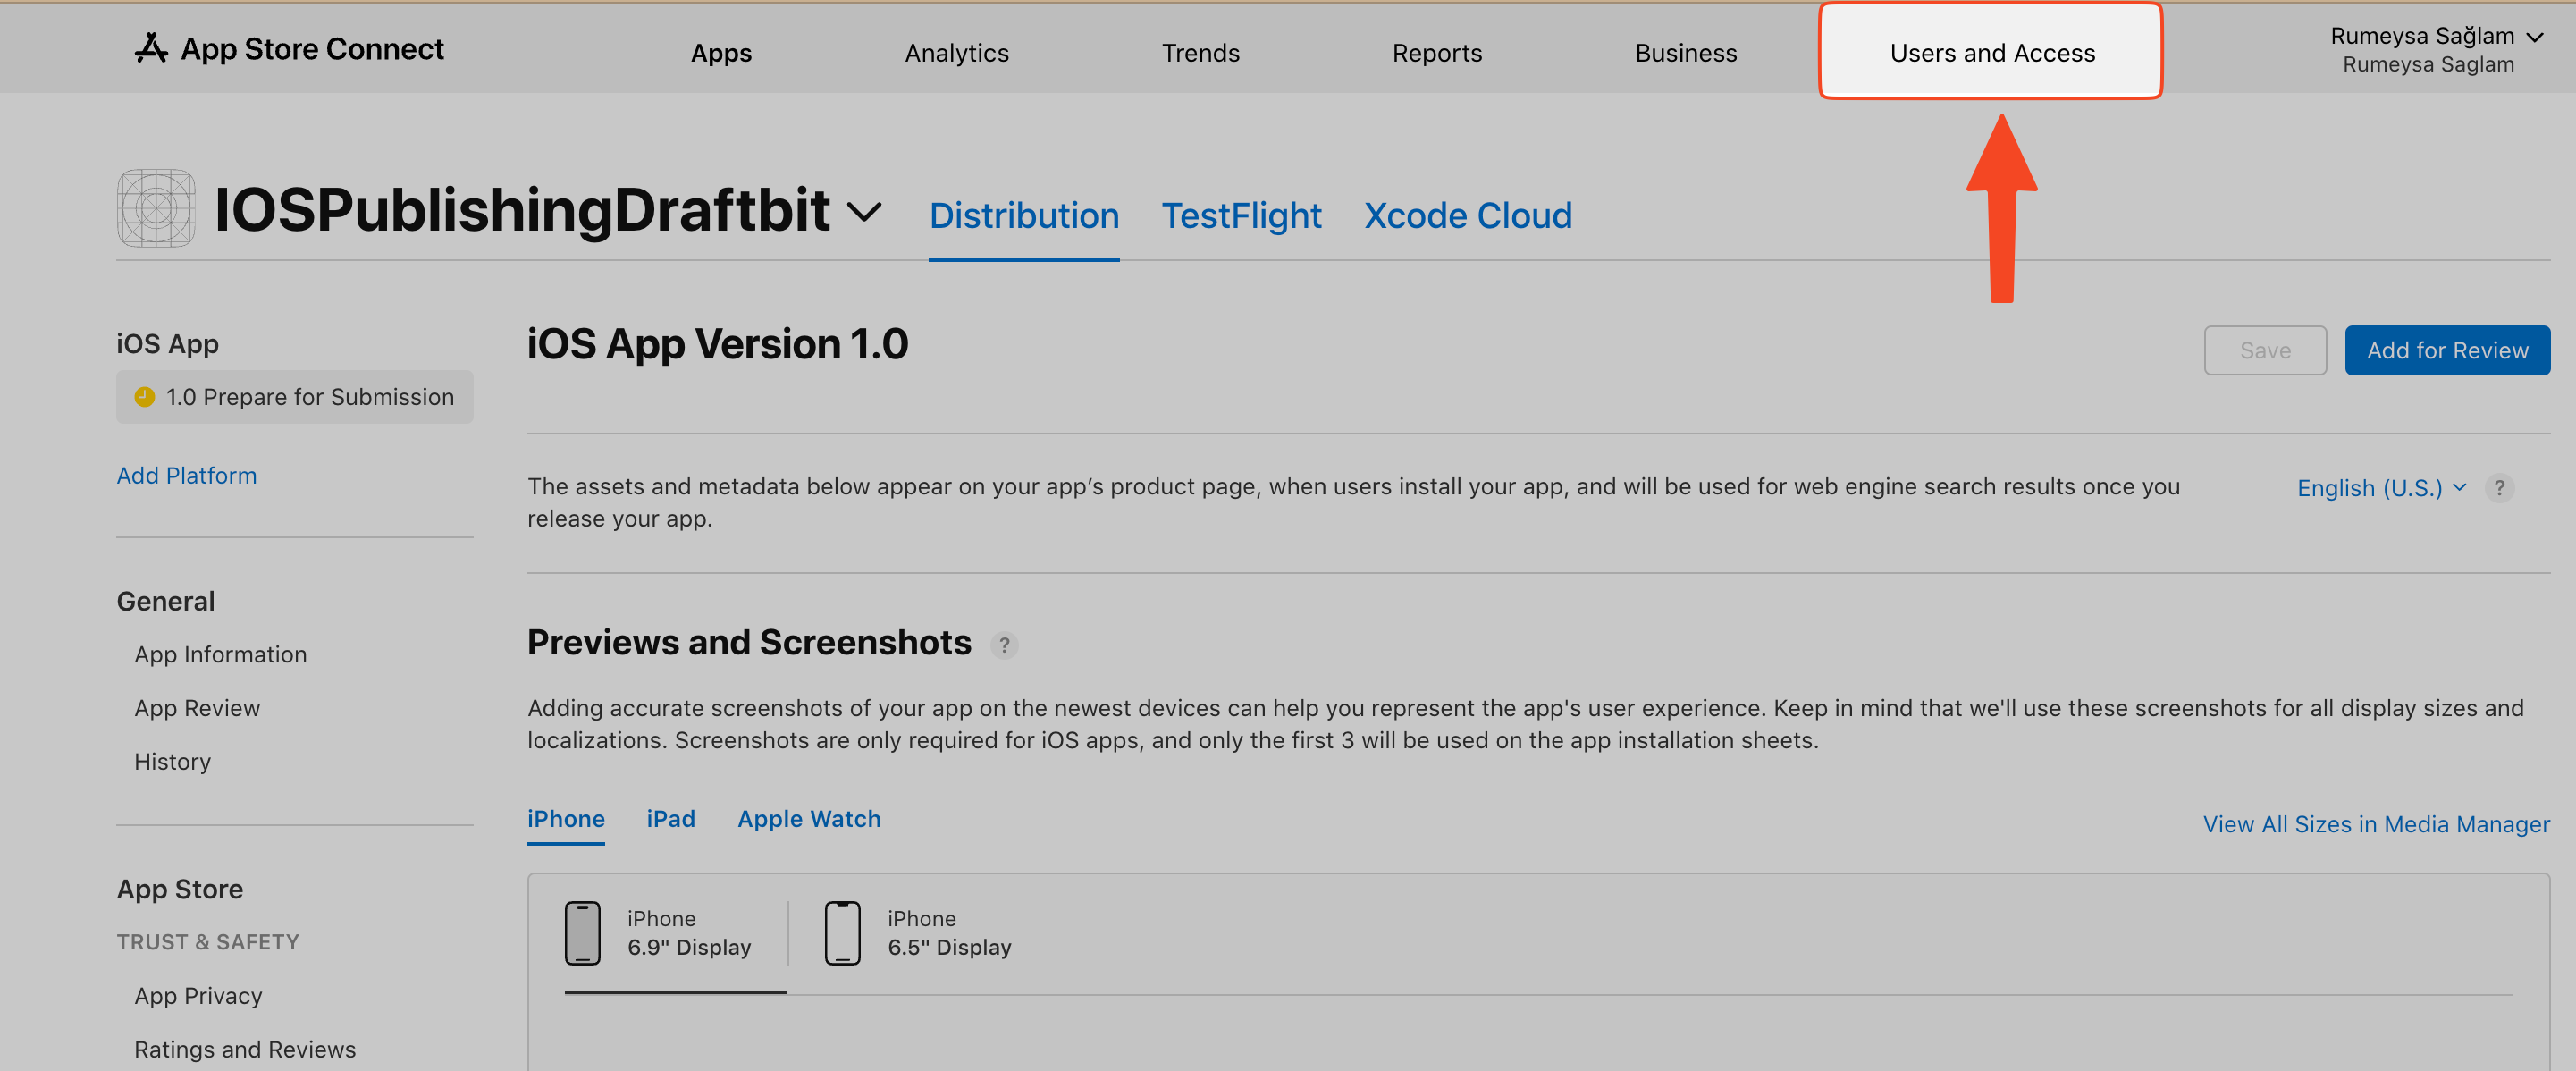 App Store Connect
Apps
Analytics
Trends
Reports
Business
Users and Access
Rumeysa Sağlam
Rumeysa Saglam
IOSPublishingDraftbit
Distribution
TestFlight
Xcode Cloud
iOS App
1.0 Prepare for Submission
Add Platform
General
App Information
App Review
History
App Store
TRUST & SAFETY
App Privacy
Ratings and Reviews
iOS App Version 1.0
Save
Add for Review
The assets and metadata below appear on your app’s product page, when users install your app, and will be used for web engine search results once you
release your app.
English (U.S.)
?
Previews and Screenshots
?
Adding accurate screenshots of your app on the newest devices can help you represent the app's user experience. Keep in mind that we'll use these screenshots for all display sizes and
localizations. Screenshots are only required for iOS apps, and only the first 3 will be used on the app installation sheets.
iPhone
iPad
Apple Watch
View All Sizes in Media Manager
iPhone
6.9" Display
iPhone
6.5" Display